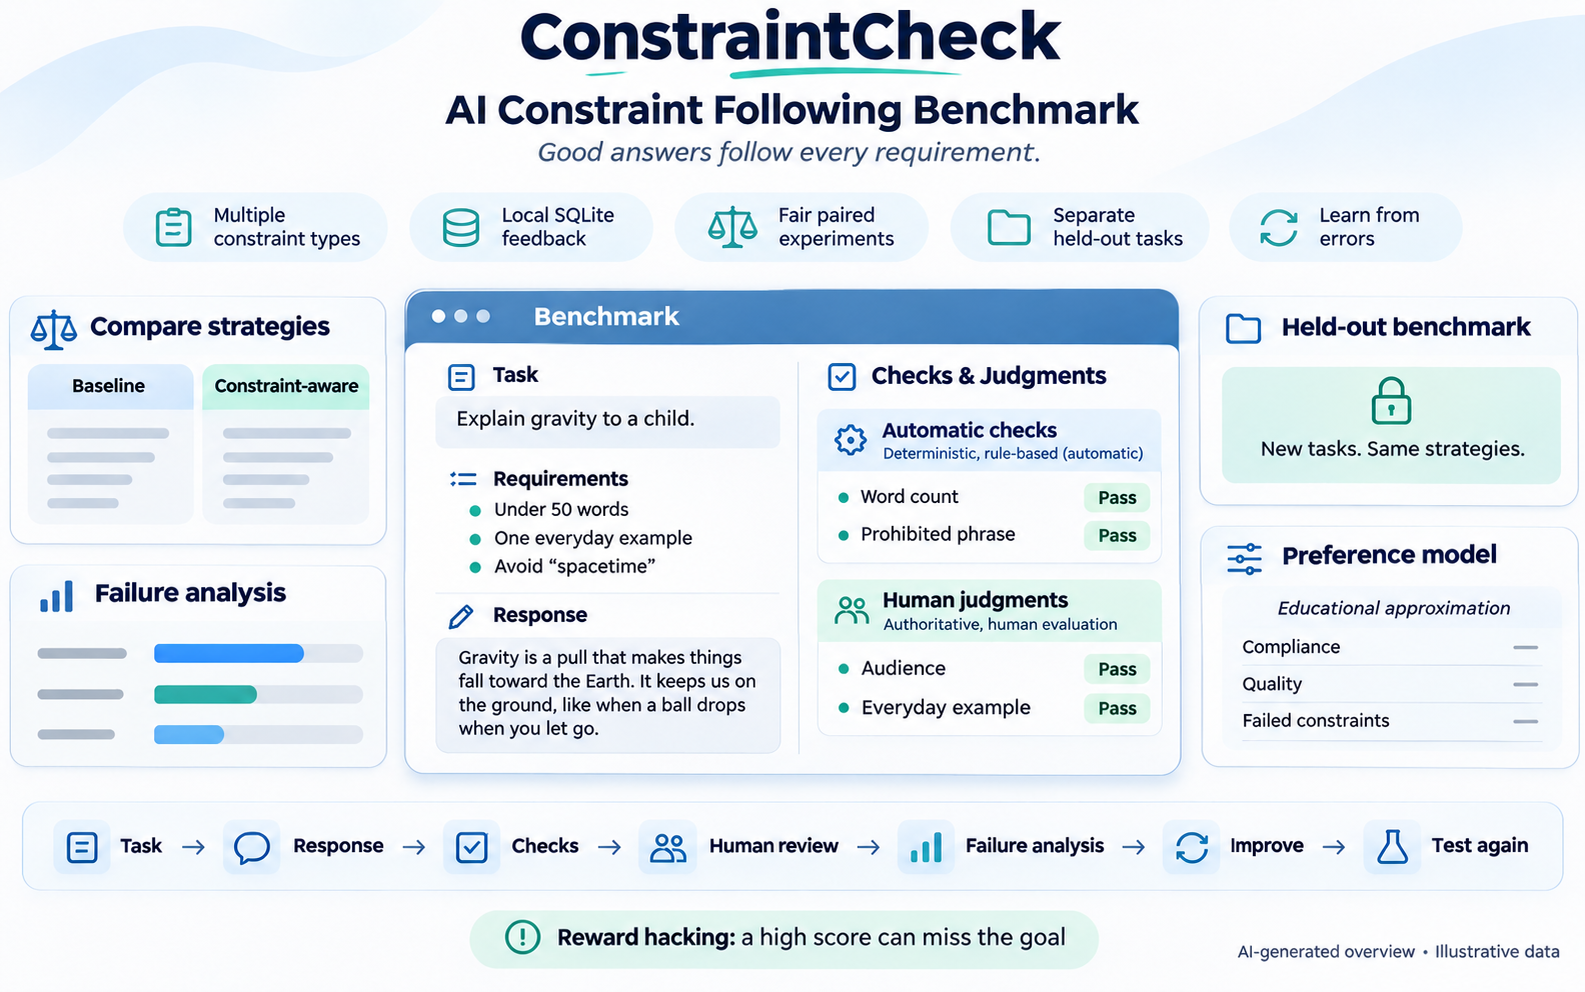 ConstraintCheck
AI Constraint Following Benchmark
Good answers follow every requirement.
Multiple
constraint types
Local SQLite
feedback
Fair paired
experiments
Separate
held-out tasks
Learn from
errors
Compare strategies
Baseline
Constraint-aware
Failure analysis
Benchmark
Task
Explain gravity to a child.
Requirements
Under 50 words
One everyday example
Avoid “spacetime”
Response
Gravity is a pull that makes things
fall toward the Earth. It keeps us on
the ground, like when a ball drops
when you let go.
Checks & Judgments
Automatic checks
Deterministic, rule-based (automatic)
Word count
Pass
Prohibited phrase
Pass
Human judgments
Authoritative, human evaluation
Audience
Pass
Everyday example
Pass
Held-out benchmark
New tasks. Same strategies.
Preference model
Educational approximation
Compliance —
Quality —
Failed constraints —
Task → Response → Checks → Human review → Failure analysis → Improve → Test again
Reward hacking: a high score can miss the goal
AI-generated overview • Illustrative data